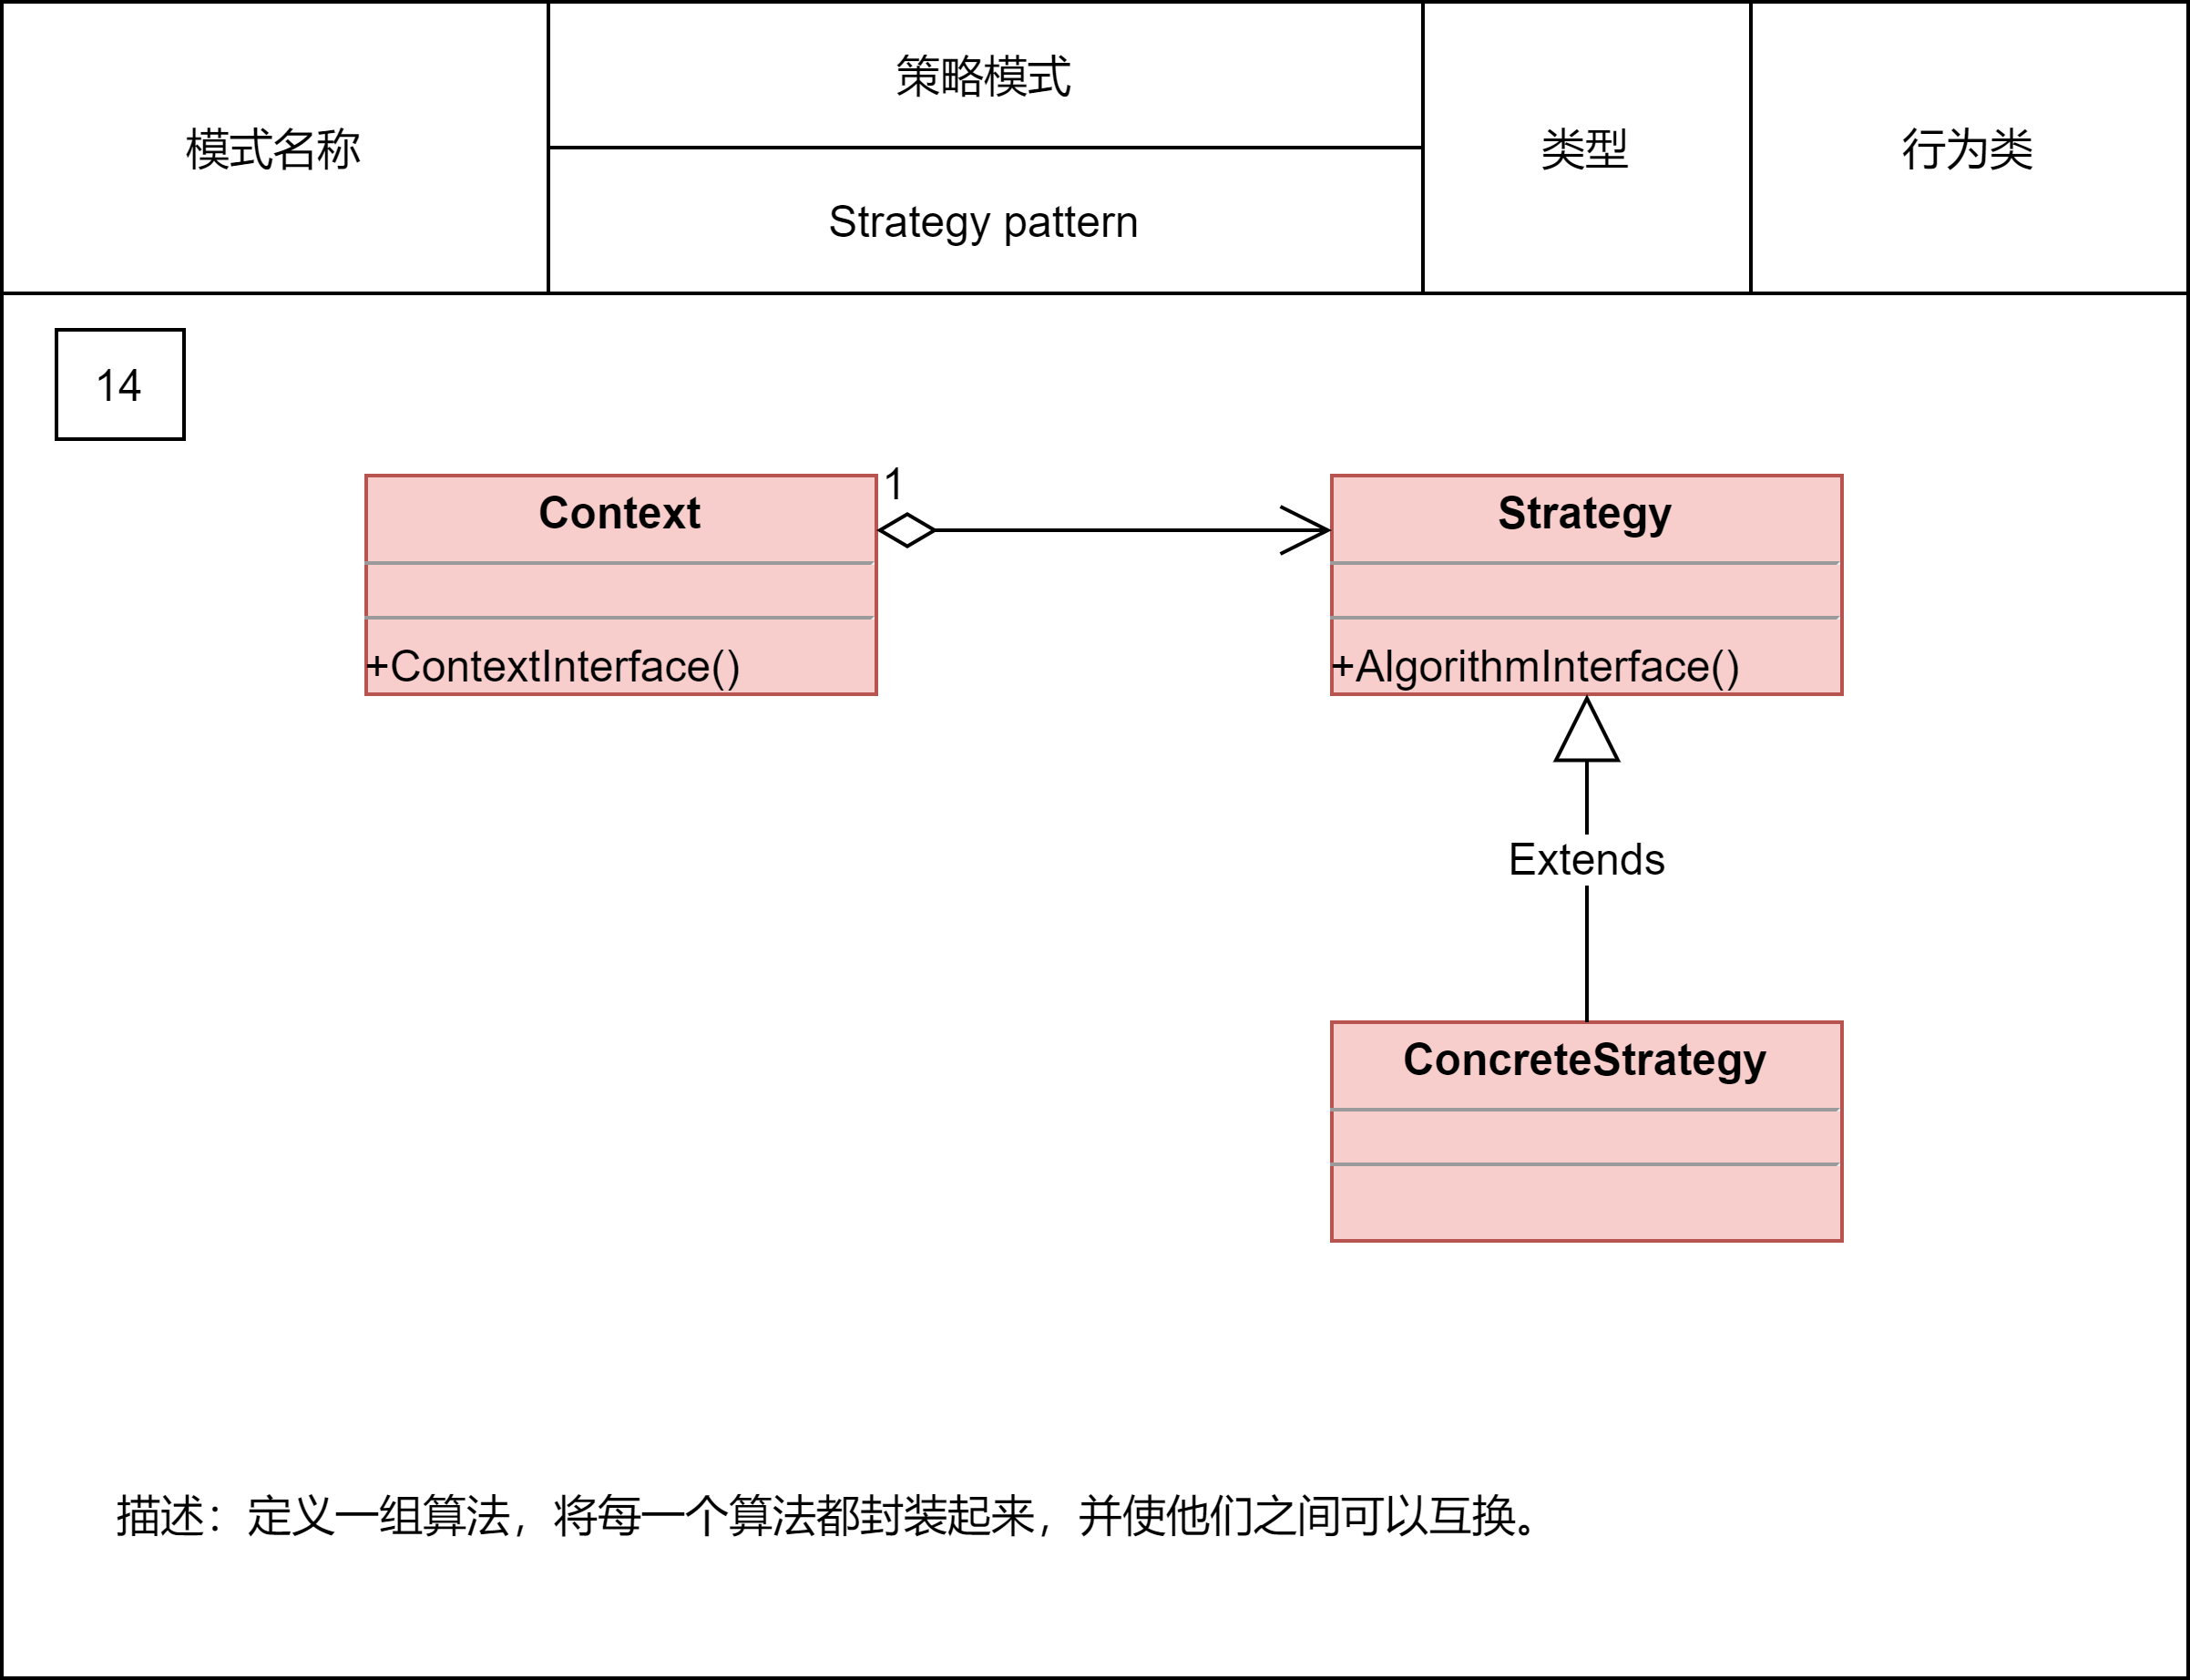 模式名称
策略模式
Strategy pattern
类型
行为类
14
Context
1
Strategy
+ContextInterface()
+AlgorithmInterface()
Extends
ConcreteStrategy
描述：定义一组算法，将每一个算法都封装起来，并使他们之间可以互换。